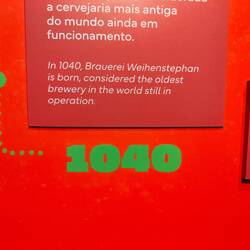 a cervejaria mais antiga
do mundo ainda em
funcionamento.
In 1040, Brauerei Weihenstephan
is born, considered the oldest
brewery in the world still in
operation.
1040